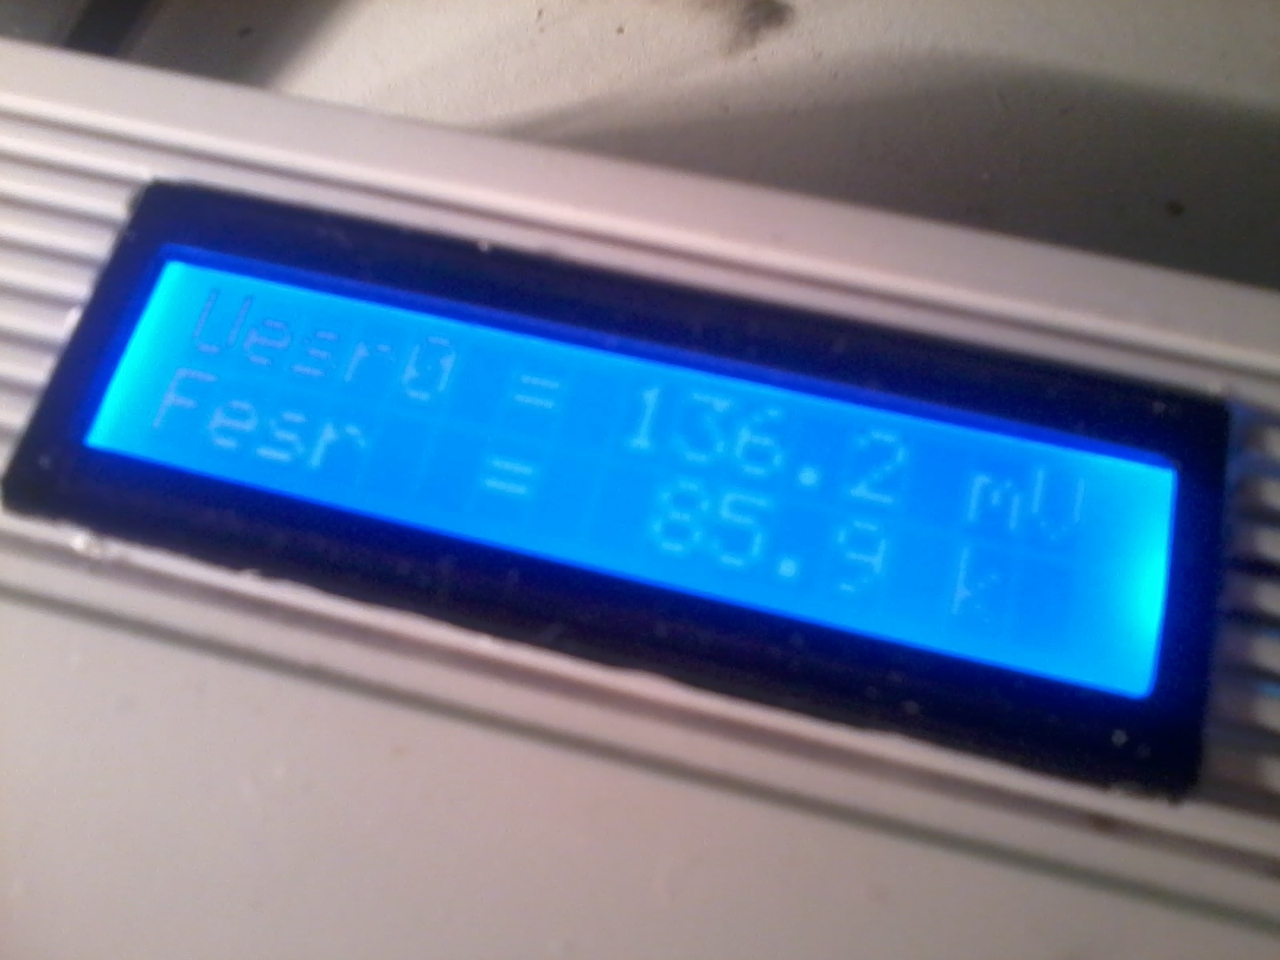 Uesr0 = 136.2 mV
Fesr = 85.9 k